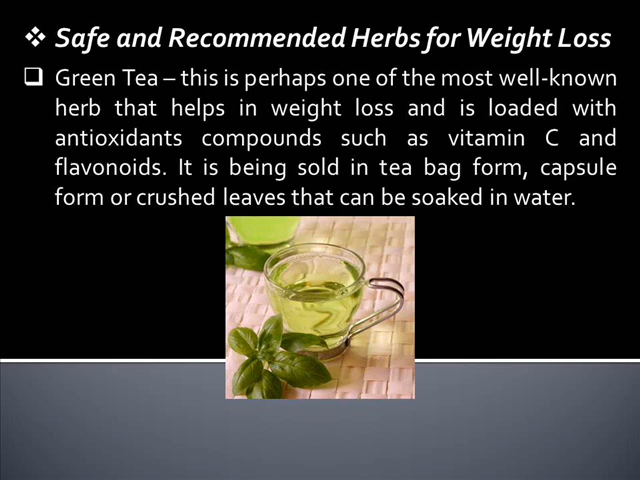 ❖ Safe and Recommended Herbs for Weight Loss
❑ Green Tea – this is perhaps one of the most well-known
herb that helps in weight loss and is loaded with
antioxidants compounds such as vitamin C and
flavonoids. It is being sold in tea bag form, capsule
form or crushed leaves that can be soaked in water.